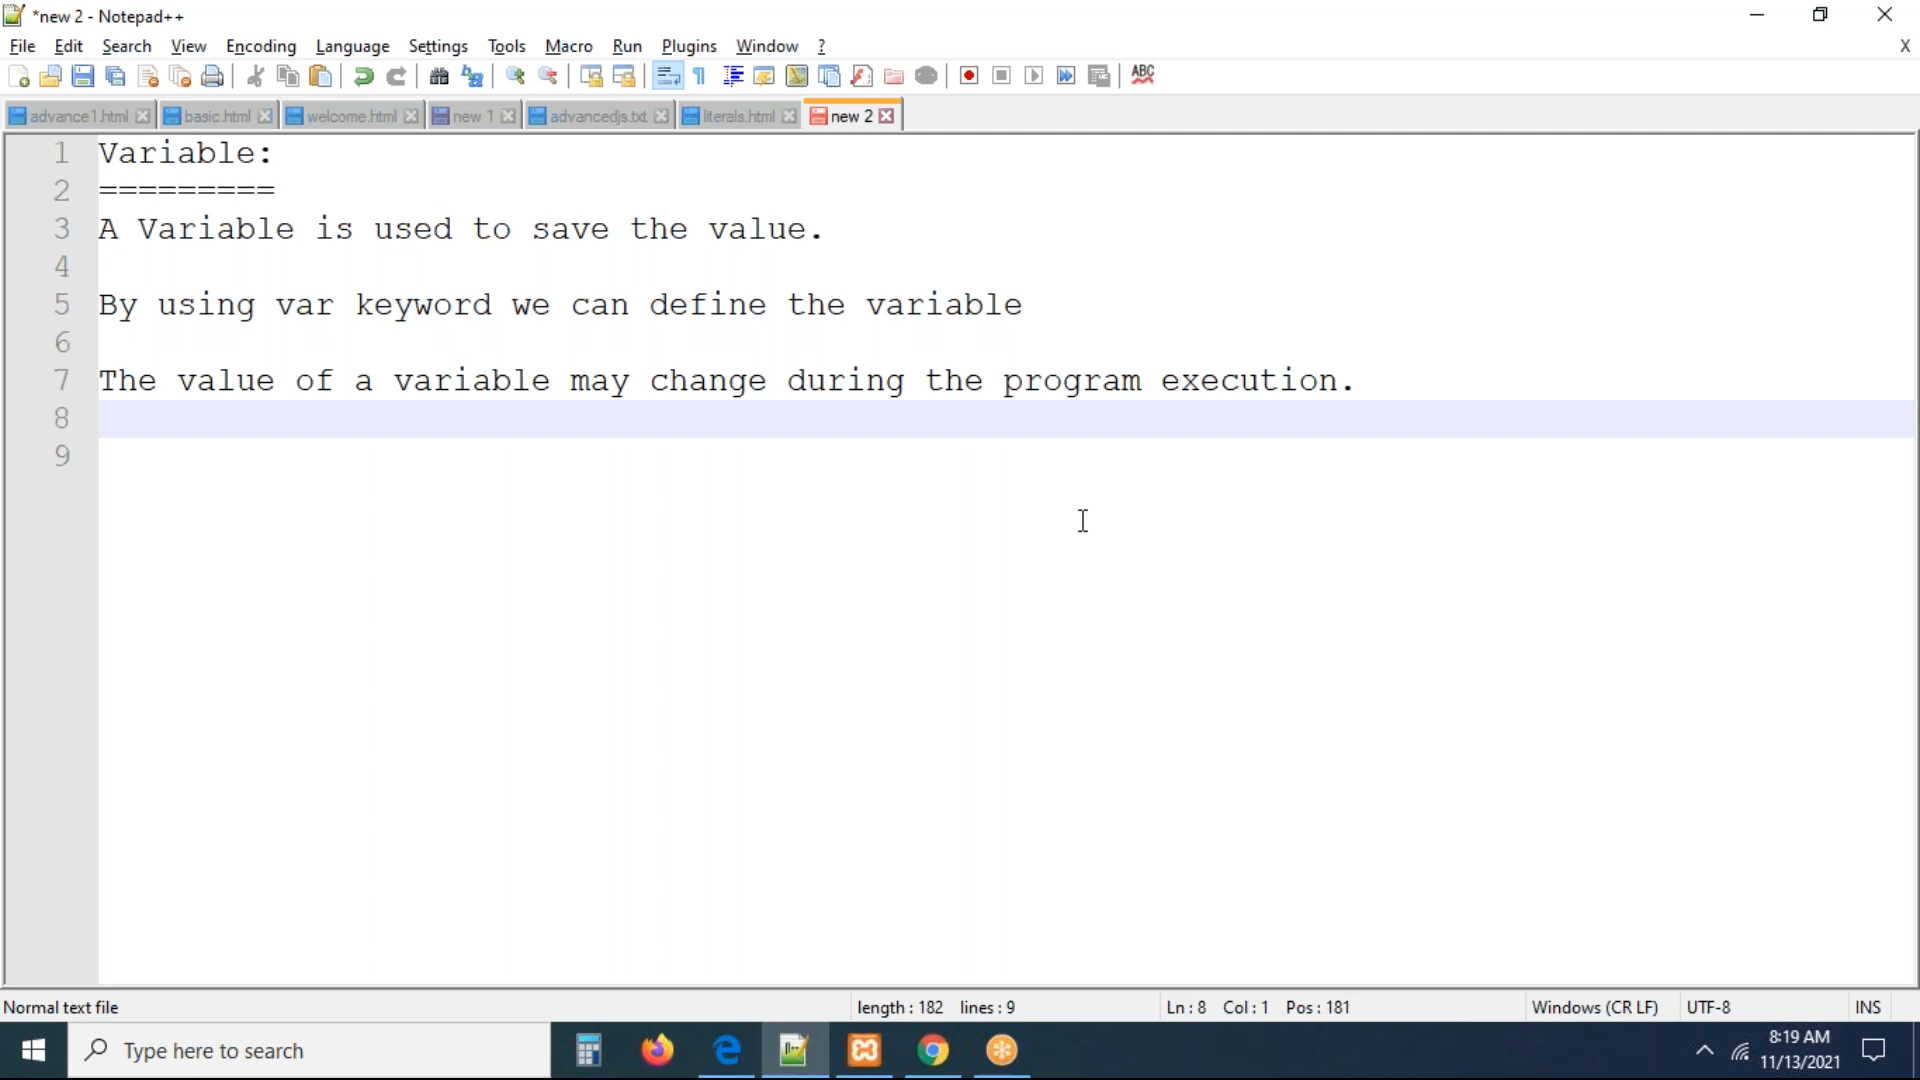 *new 2 - Notepad++
File Edit Search View Encoding Language Settings Tools Macro Run Plugins Window ? X
ABC
advance1.html basic.html welcome.html new 1 advancedjs.txt literals.html new 2
1 Variable:
2 =========
3 A Variable is used to save the value.
4
5 By using var keyword we can define the variable
6
7 The value of a variable may change during the program execution.
8
9
Normal text file length : 182 lines : 9 Ln : 8 Col : 1 Pos : 181 Windows (CR LF) UTF-8 INS
Type here to search
8:19 AM
11/13/2021